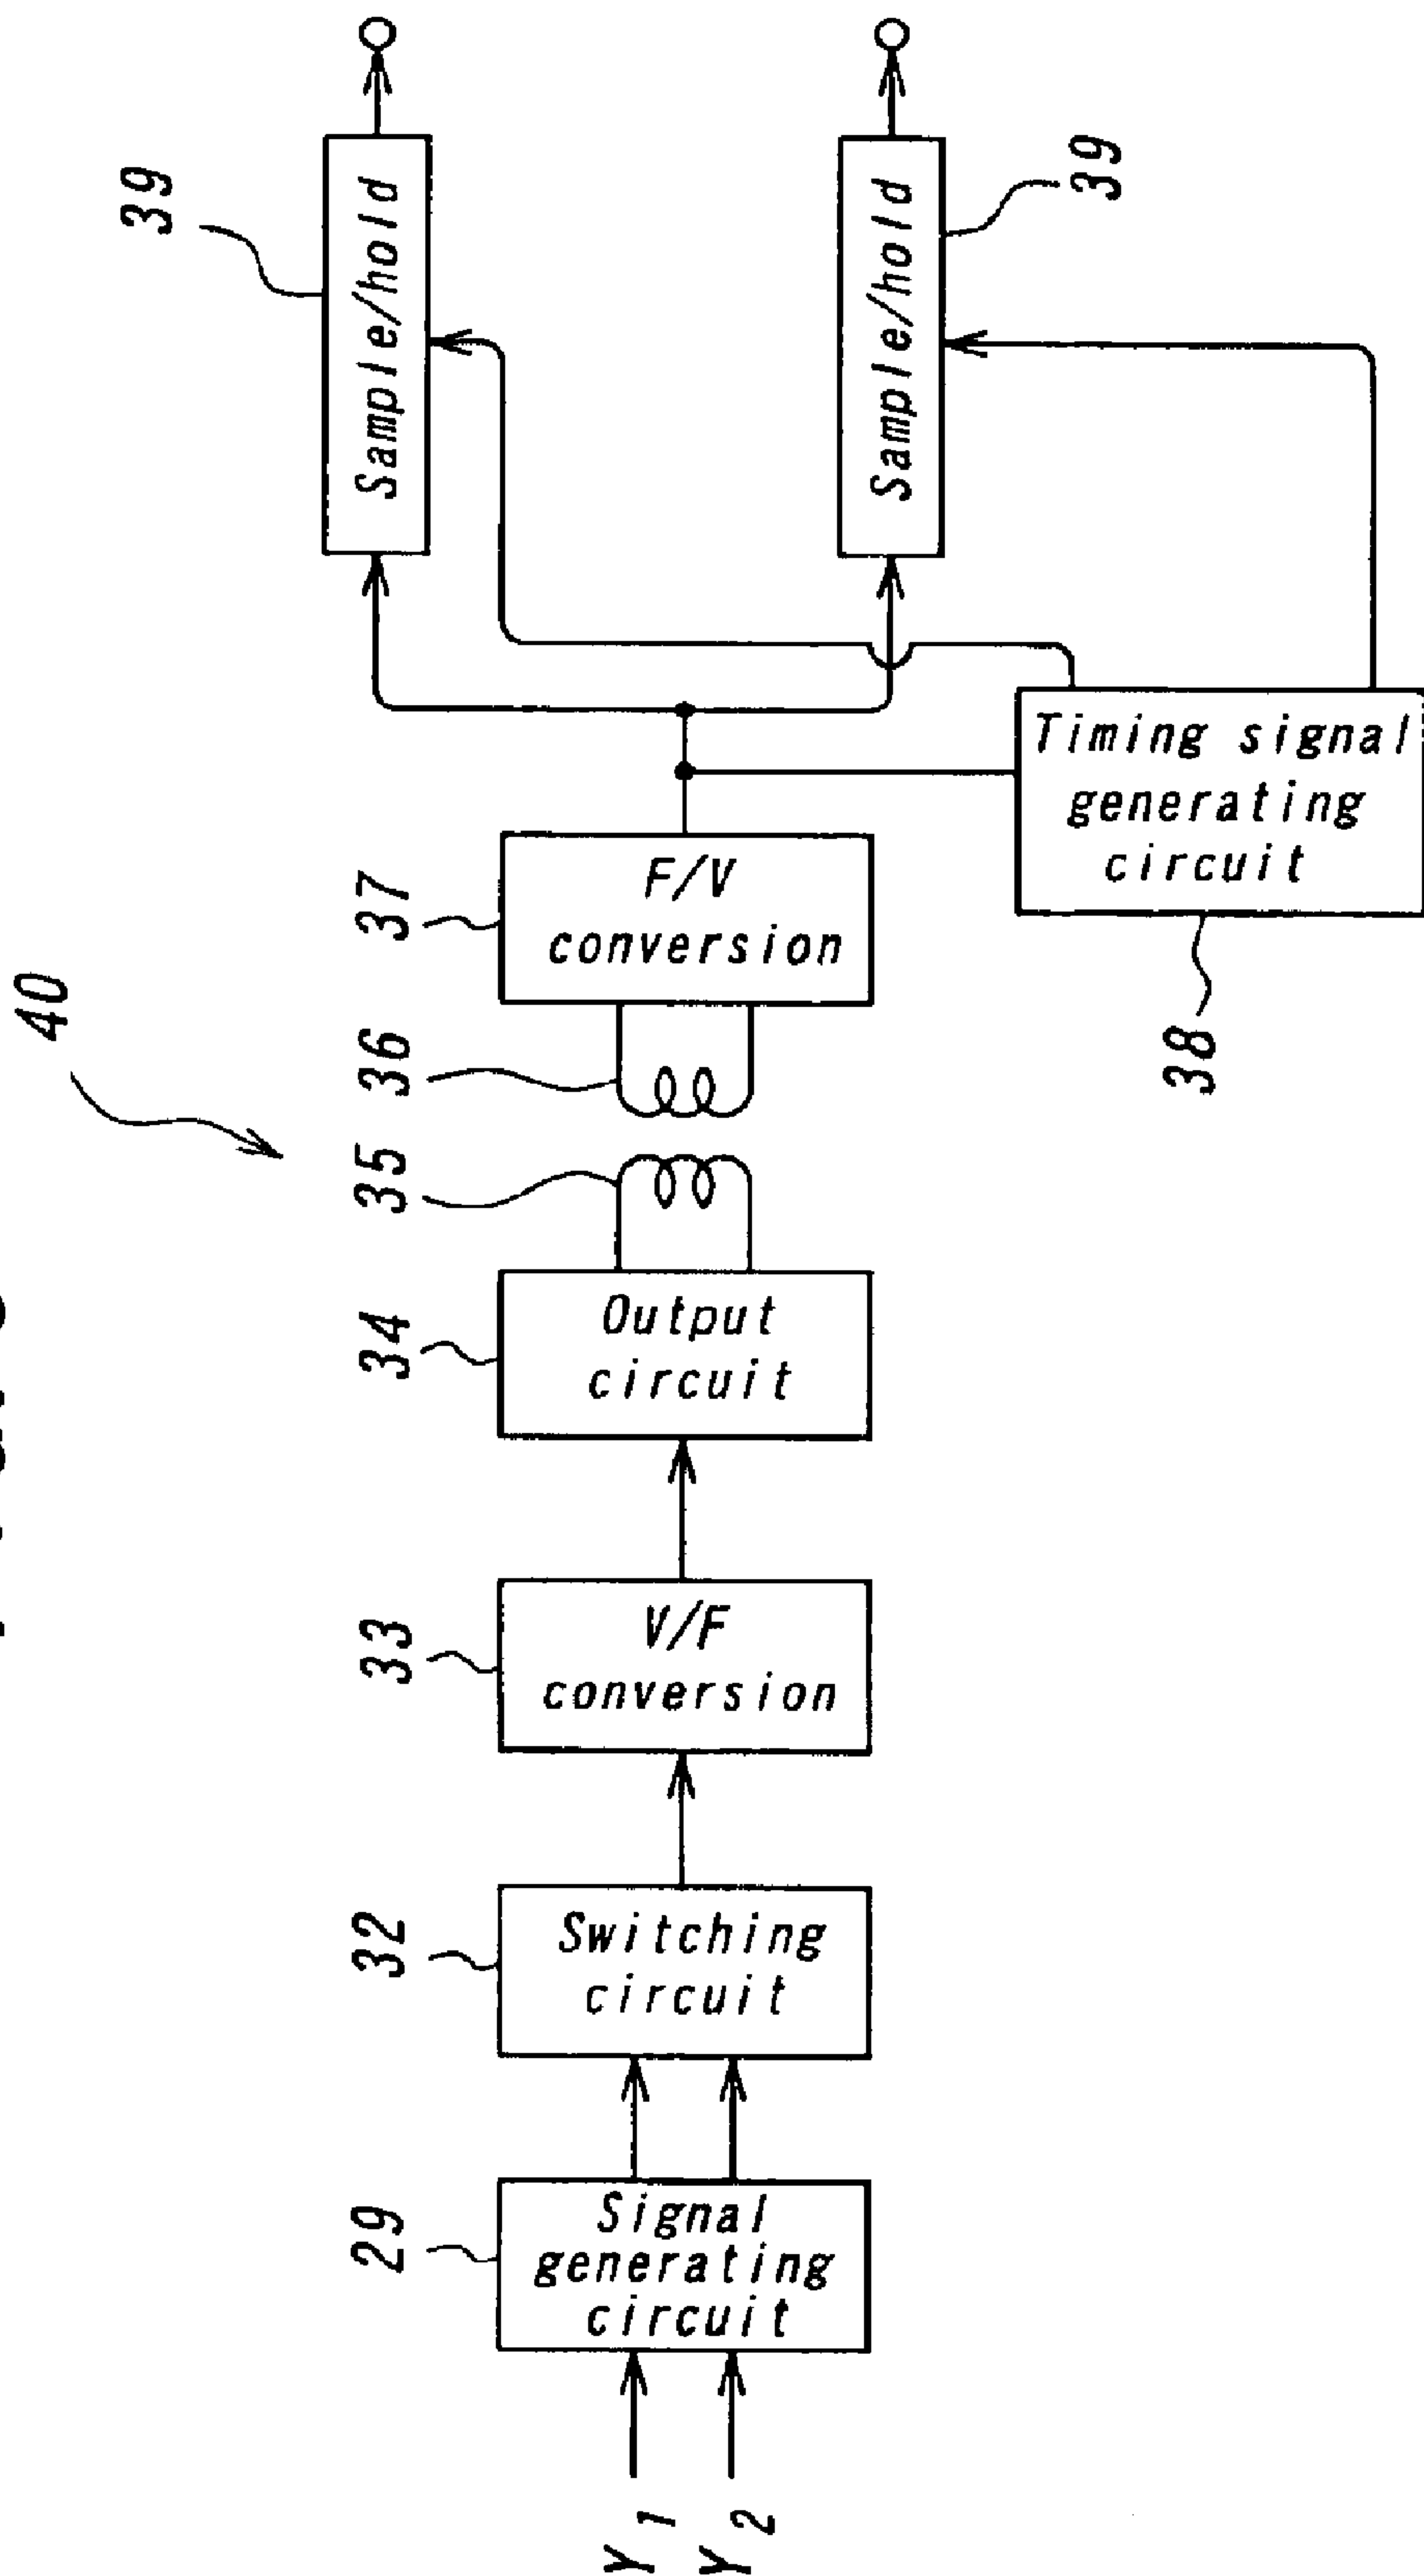 40
Y1
Y2
29
Signal
generating
circuit
32
Switching
circuit
33
V/F
conversion
34
Output
circuit
35
36
37
F/V
conversion
38
Timing signal
generating
circuit
39
Sample/hold
39
Sample/hold